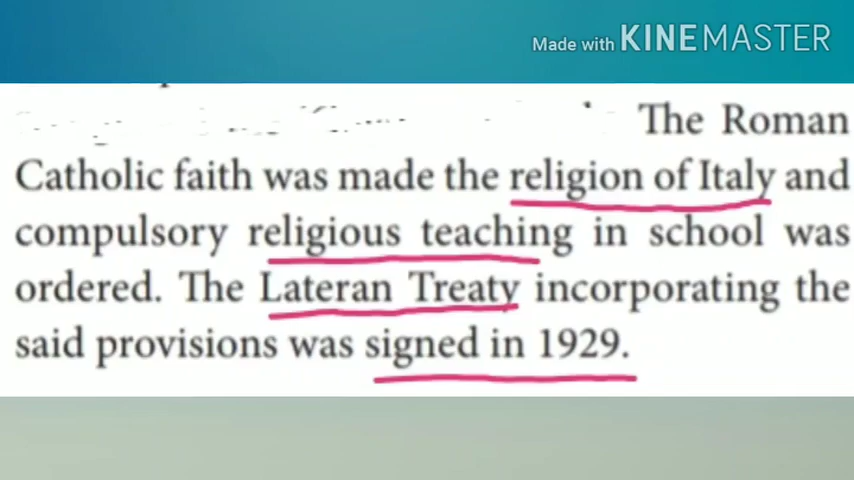 Made with KINEMASTER
The Roman
Catholic faith was made the religion of Italy and
compulsory religious teaching in school was
ordered. The Lateran Treaty incorporating the
said provisions was signed in 1929.